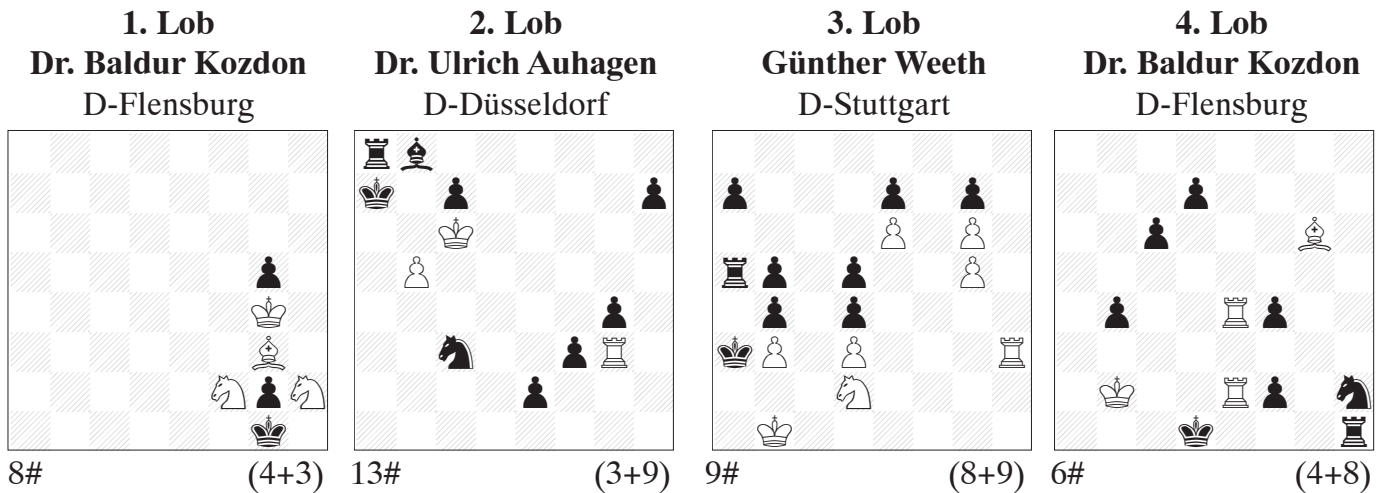 1. Lob
Dr. Baldur Kozdon
D-Flensburg
8# (4+3)
2. Lob
Dr. Ulrich Auhagen
D-Düsseldorf
13# (3+9)
3. Lob
Günther Weeth
D-Stuttgart
9# (8+9)
4. Lob
Dr. Baldur Kozdon
D-Flensburg
6# (4+8)